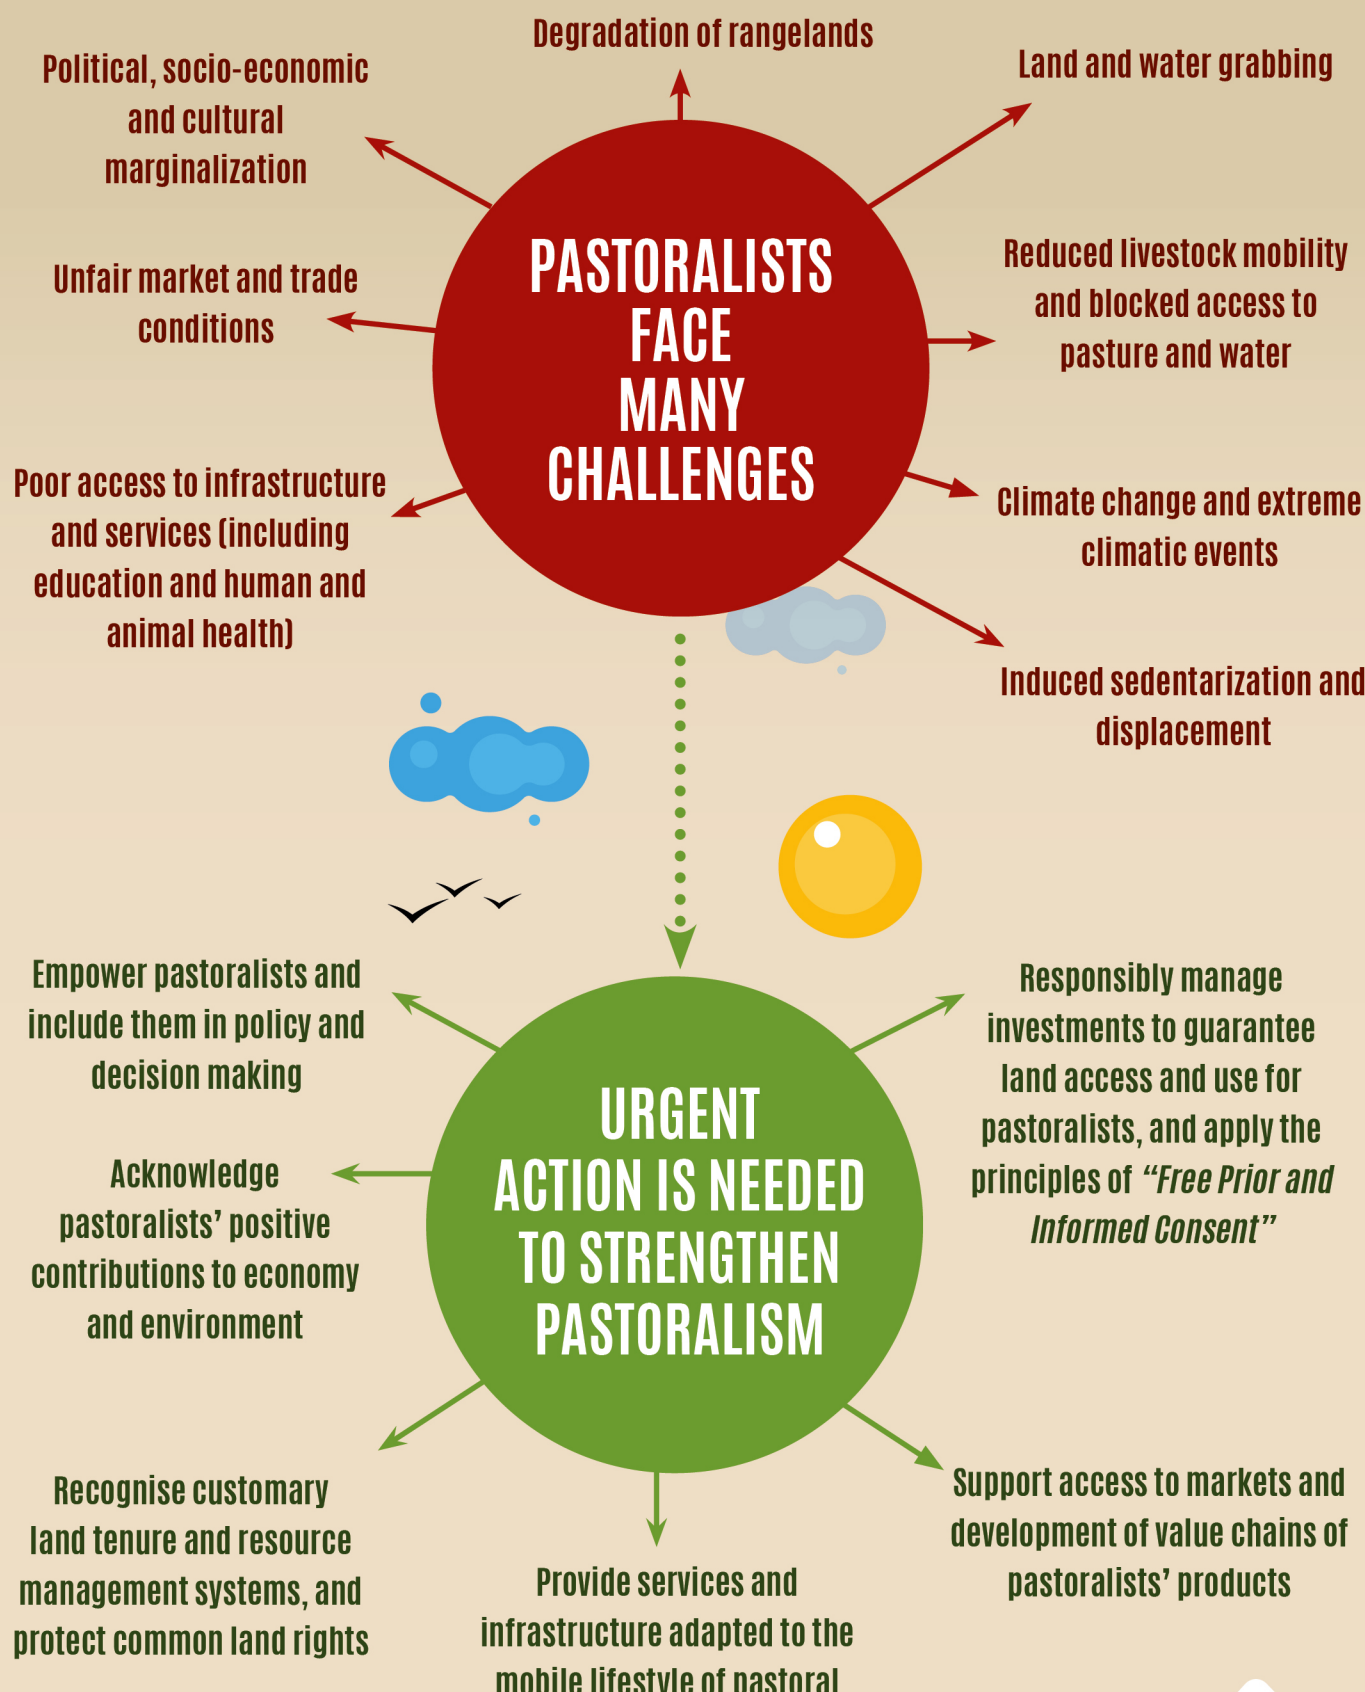 Degradation of rangelands
Political, socio-economic
and cultural
marginalization
Land and water grabbing
Unfair market and trade
conditions
PASTORALISTS
FACE
MANY
CHALLENGES
Reduced livestock mobility
and blocked access to
pasture and water
Poor access to infrastructure
and services (including
education and human and
animal health)
Climate change and extreme
climatic events
Induced sedentarization and
displacement
Empower pastoralists and
include them in policy and
decision making
Responsibly manage
investments to guarantee
land access and use for
pastoralists, and apply the
principles of “Free Prior and
Informed Consent”
Acknowledge
pastoralists’ positive
contributions to economy
and environment
URGENT
ACTION IS NEEDED
TO STRENGTHEN
PASTORALISM
Recognise customary
land tenure and resource
management systems, and
protect common land rights
Provide services and
infrastructure adapted to the
mobile lifestyle of pastoral
Support access to markets and
development of value chains of
pastoralists’ products